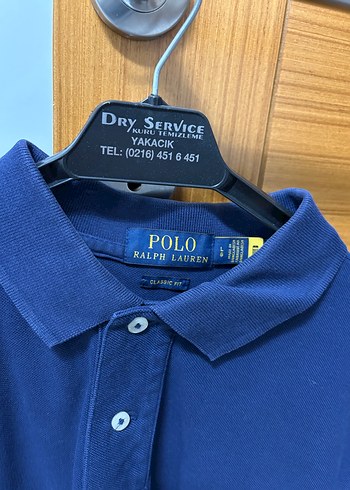 DRY SERVICE
KURU TEMİZLEME
YAKACIK
TEL: (0216) 451 6 451
POLO
RALPH LAUREN
CLASSIC FIT